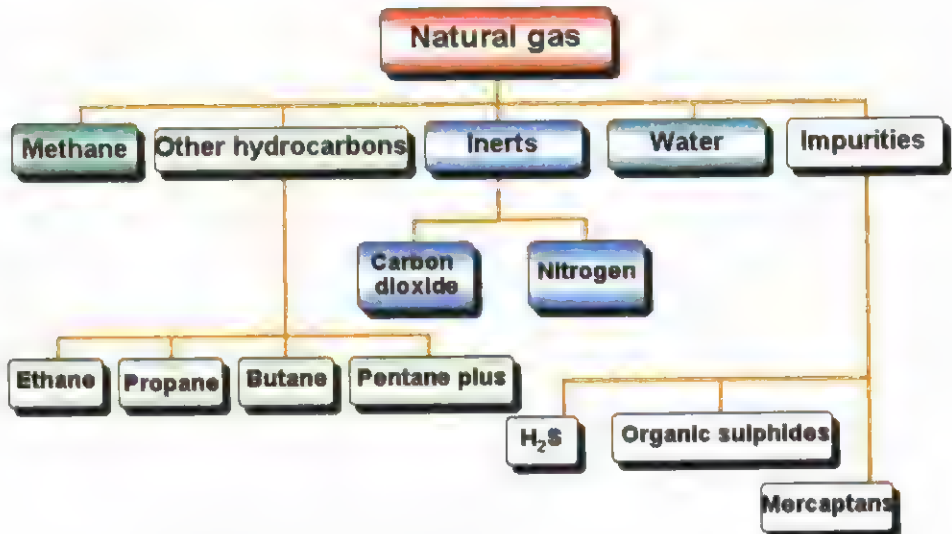 Natural gas
Methane
Other hydrocarbons
Inerts
Water
Impurities
Carbon
dioxide
Nitrogen
Ethane
Propane
Butane
Pentane plus
H₂S
Organic sulphides
Mercaptans